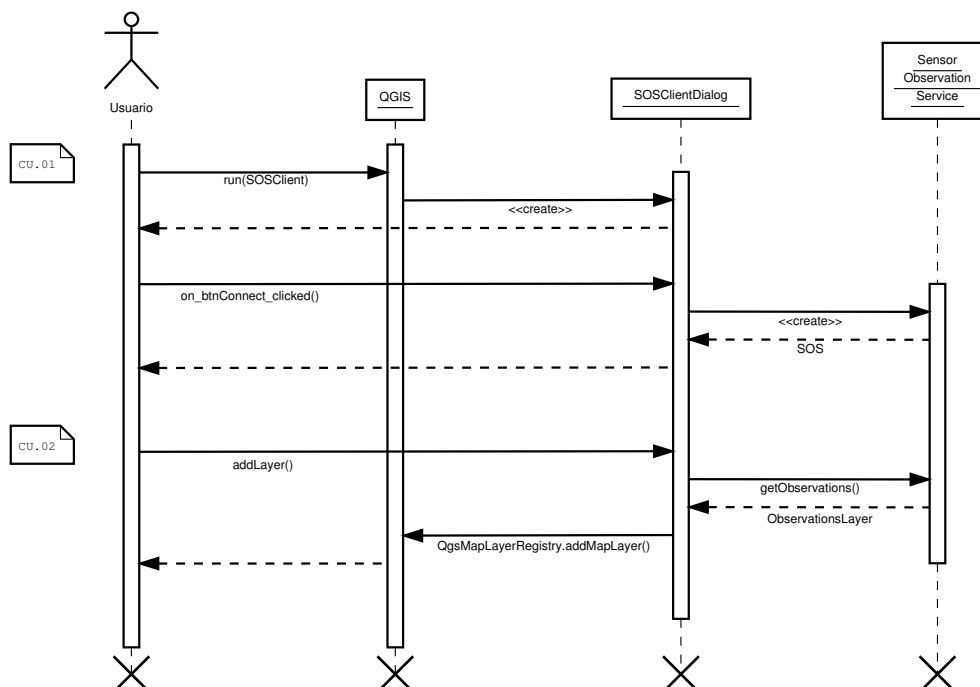 Usuario
QGIS
SOSClientDialog
Sensor
Observation
Service
CU.01
run(SOSClient)
<<create>>
on_btnConnect_clicked()
<<create>>
SOS
CU.02
addLayer()
getObservations()
ObservationsLayer
QgsMapLayerRegistry.addMapLayer()